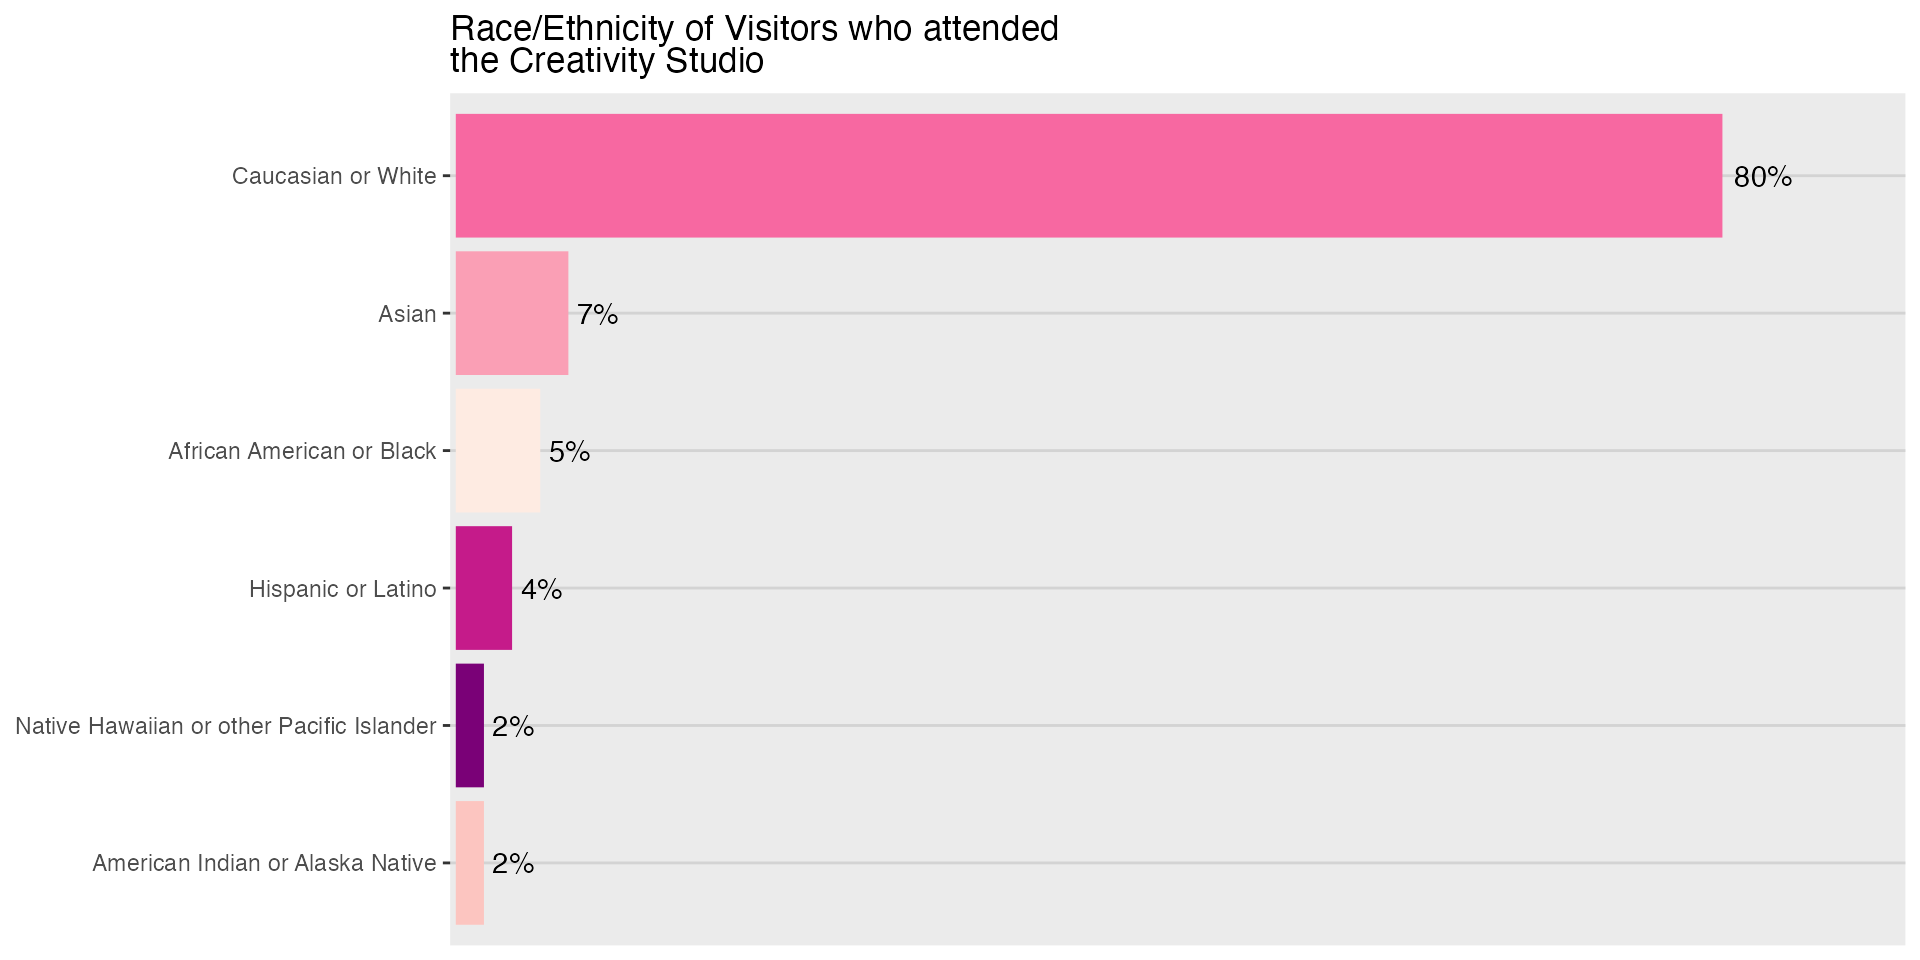 Race/Ethnicity of Visitors who attended
the Creativity Studio
Caucasian or White
80%
Asian
7%
African American or Black
5%
Hispanic or Latino
4%
Native Hawaiian or other Pacific Islander
2%
American Indian or Alaska Native
2%